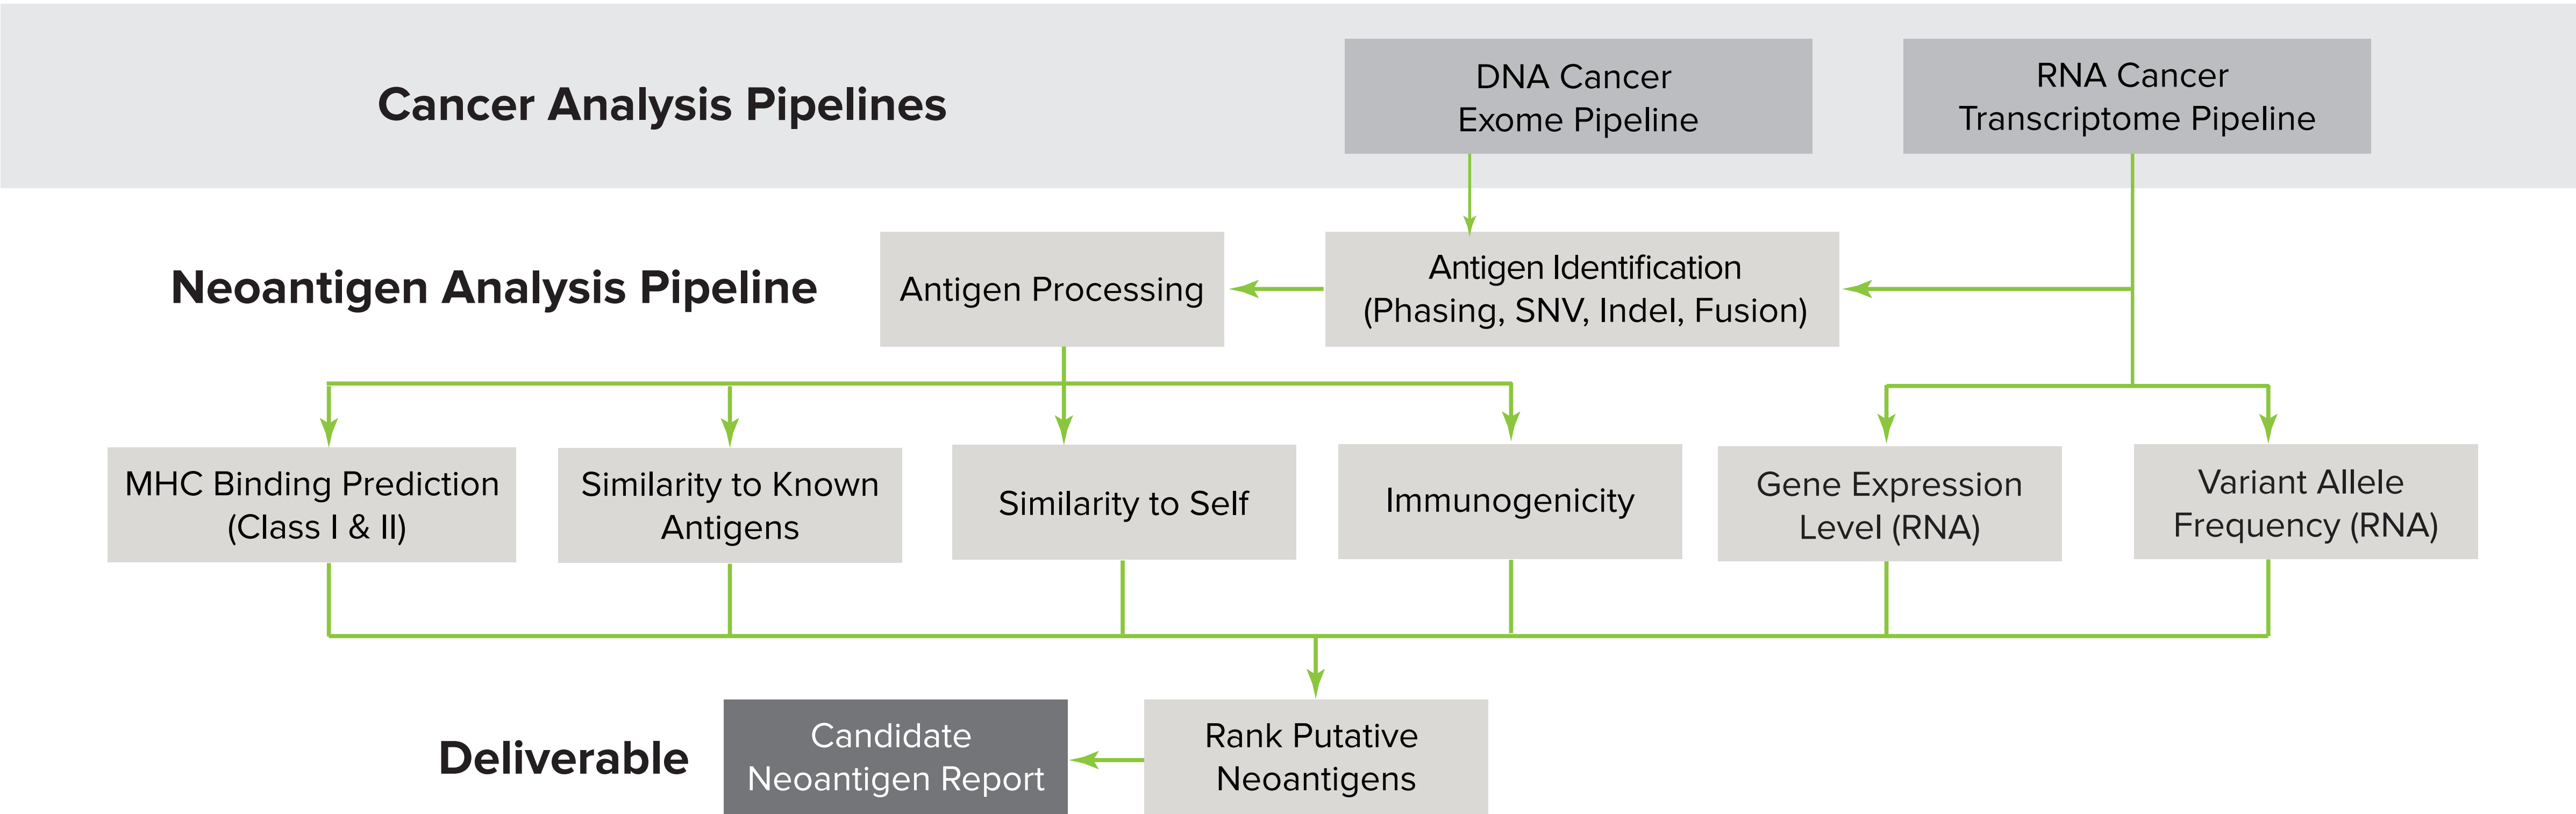 Cancer Analysis Pipelines
DNA Cancer
Exome Pipeline
RNA Cancer
Transcriptome Pipeline
Neoantigen Analysis Pipeline
Antigen Processing
Antigen Identification
(Phasing, SNV, Indel, Fusion)
MHC Binding Prediction
(Class I & II)
Similarity to Known
Antigens
Similarity to Self
Immunogenicity
Gene Expression
Level (RNA)
Variant Allele
Frequency (RNA)
Deliverable
Candidate
Neoantigen Report
Rank Putative
Neoantigens